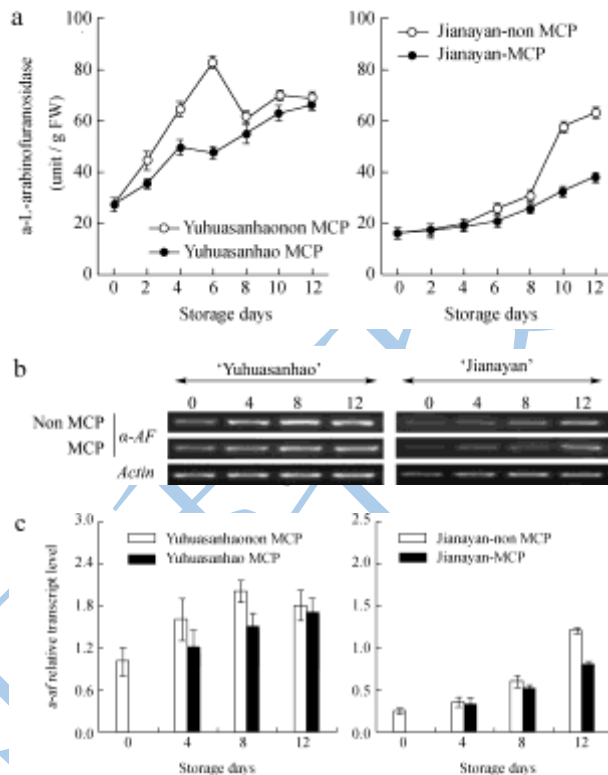 a
a-L-arabinofuranosidase
(unit / g FW)
100
80
60
40
20
0
Yuhuasanhaonon MCP
Yuhuasanhao MCP
0 2 4 6 8 10 12
Storage days
100
80
60
40
20
0
Jianayan-non MCP
Jianayan-MCP
0 2 4 6 8 10 12
Storage days
b
'Yuhuasanhao'
'Jianayan'
0 4 8 12
0 4 8 12
Non MCP
MCP
α-AF
Actin
c
a-af relative transcript level
3.0
2.4
1.8
1.2
0.6
0.0
Yuhuasanhaonon MCP
Yuhuasanhao MCP
0 4 8 12
Storage days
2.5
2.0
1.5
1.0
0.5
0.0
Jianayan-non MCP
Jianayan-MCP
0 4 8 12
Storage days